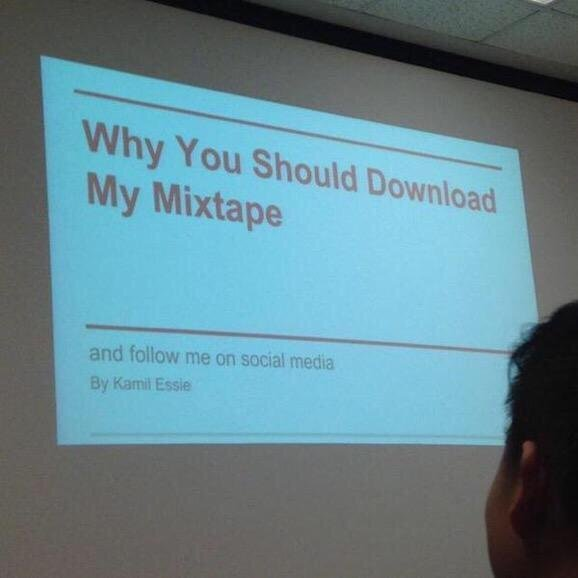 Why You Should Download
My Mixtape
and follow me on social media
By Kamil Essie